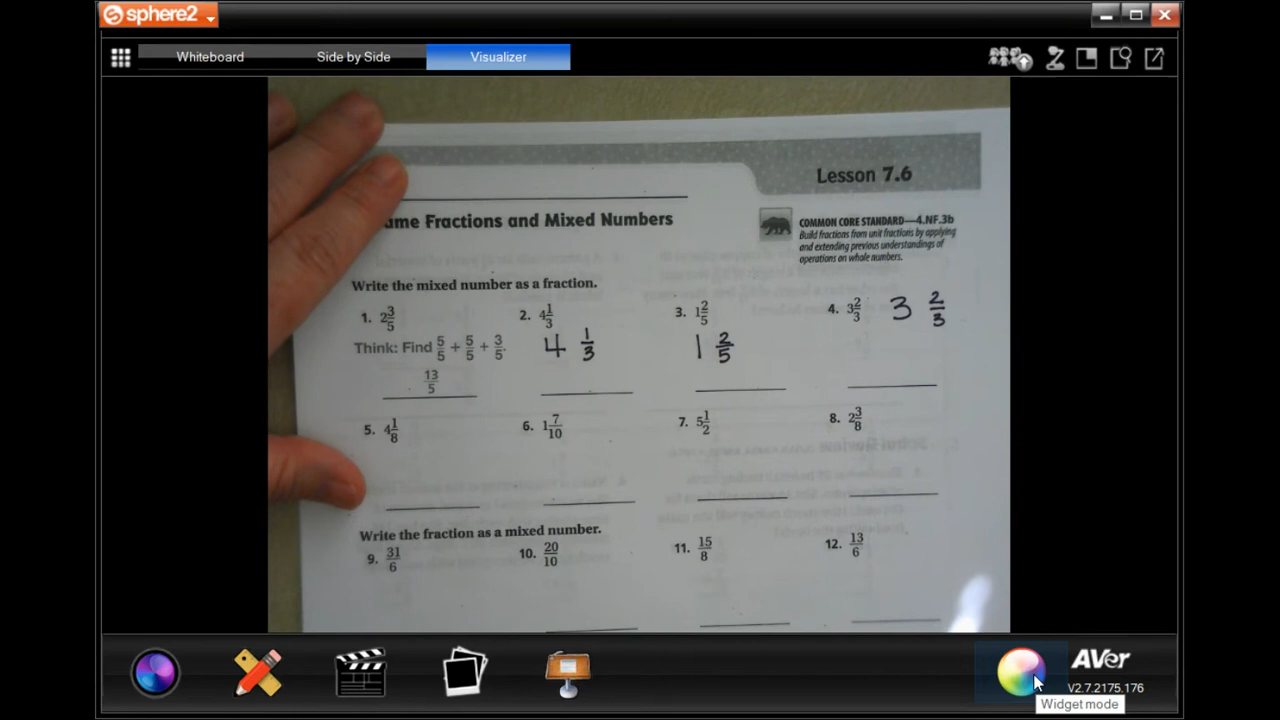 sphere2
Whiteboard Side by Side Visualizer
Lesson 7.6
ame Fractions and Mixed Numbers
COMMON CORE STANDARD—4.NF.3b
Build fractions from unit fractions by applying
and extending previous understandings of
operations on whole numbers.
Write the mixed number as a fraction.
1. 2 3/5 2. 4 1/3 3. 1 2/5 4. 3 2/3 3 2/3
Think: Find 5/5 + 5/5 + 3/5. 4 1/3 1 2/5
13/5
5. 4 1/8 6. 1 7/10 7. 5 1/2 8. 2 3/8
Write the fraction as a mixed number.
9. 31/6 10. 20/10 11. 15/8 12. 13/6
AVer
V2.7.2175.176
Widget mode